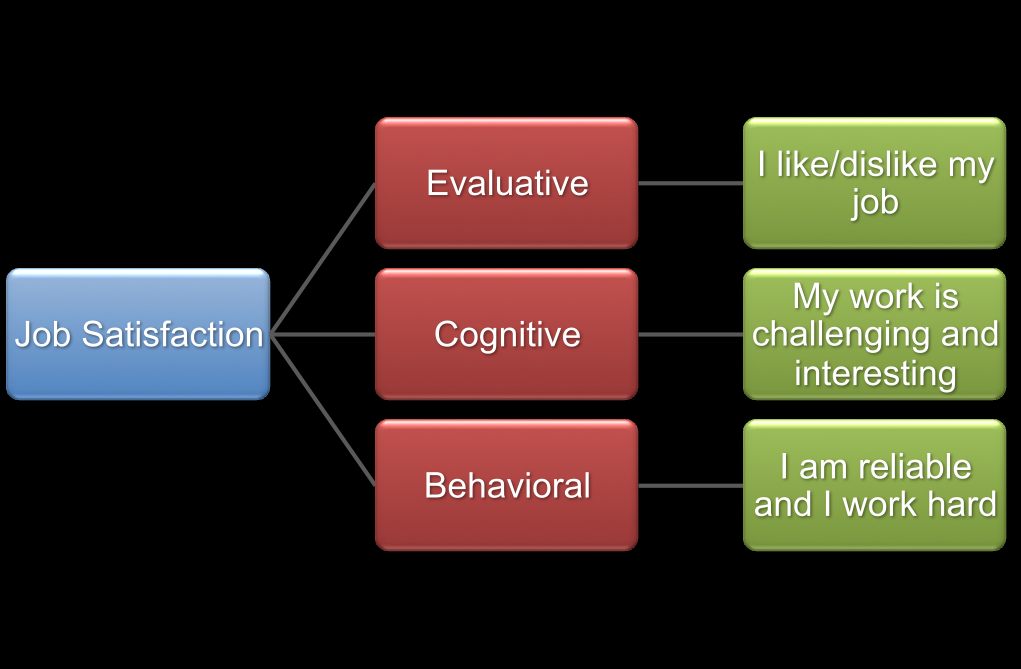 Job Satisfaction
Evaluative
I like/dislike my
job
Cognitive
My work is
challenging and
interesting
Behavioral
I am reliable
and I work hard